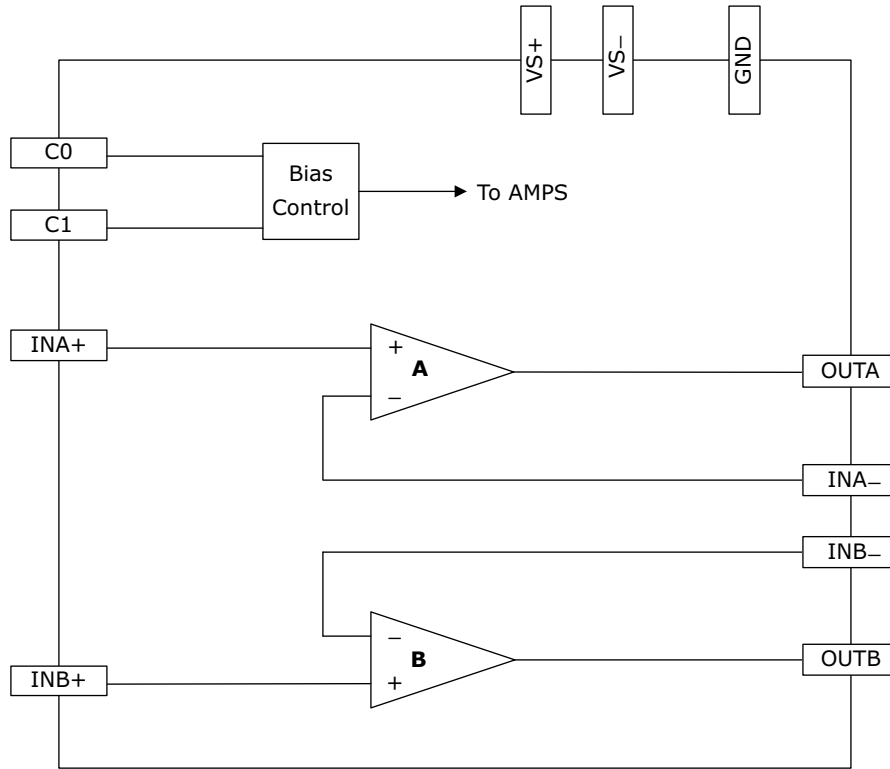 VS+
VS−
GND
C0
Bias
Control
To AMPS
C1
INA+
+
A
−
OUTA
INA−
INB−
−
B
+
OUTB
INB+